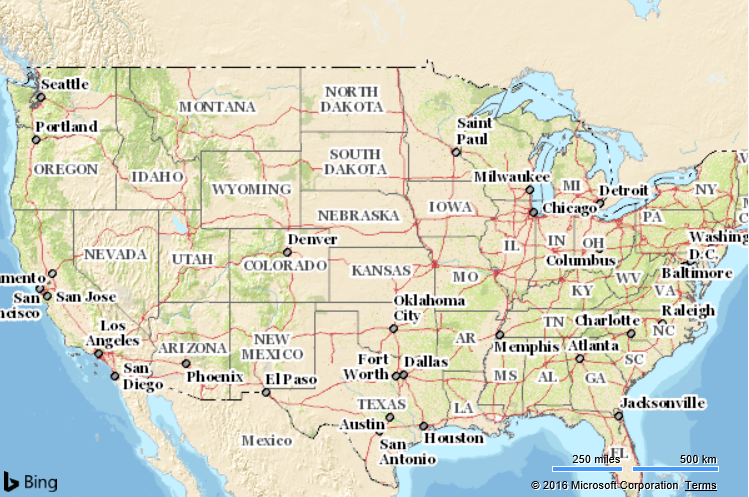 Seattle
Portland
MONTANA
NORTH
DAKOTA
Saint
Paul
OREGON
IDAHO
SOUTH
DAKOTA
WYOMING
Milwaukee
MI
Detroit
NY
NEBRASKA
IOWA
Chicago
PA
NEVADA
UTAH
Denver
COLORADO
KANSAS
MO
IL
IN
OH
Columbus
Washing
D.C.
Baltimore
WV
VA
KY
amento
San
ncisco
San Jose
Oklahoma
City
Los
Angeles
ARIZONA
NEW
MEXICO
AR
TN
Memphis
Charlotte
Raleigh
NC
Atlanta
SC
San
Diego
Phoenix
El Paso
Fort
Worth
Dallas
MS
AL
GA
TEXAS
LA
Jacksonville
Austin
Houston
San
Antonio
Mexico
FL
250 miles
500 km
Bing
© 2016 Microsoft Corporation Terms